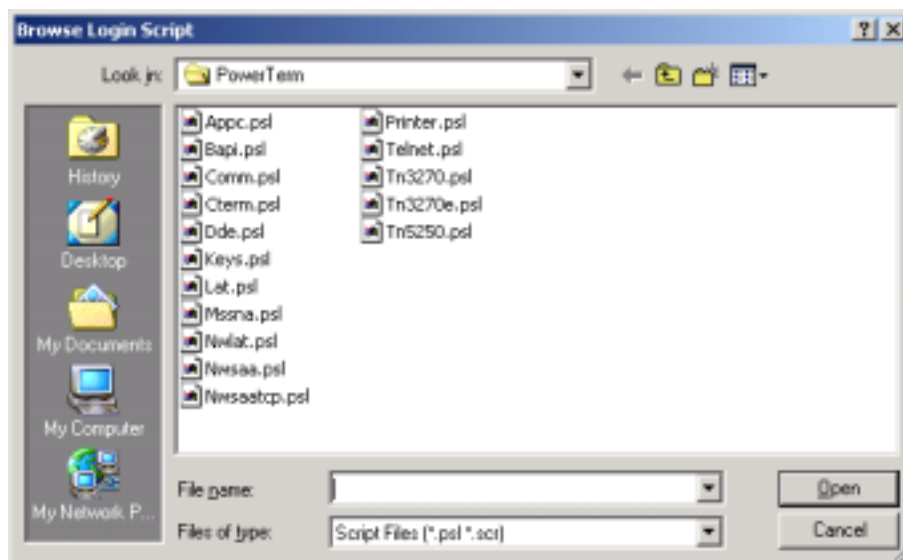 Browse Login Script
Look in: PowerTerm
History
Desktop
My Documents
My Computer
My Network P...
Appc.psl
Bapi.psl
Comm.psl
Cterm.psl
Dde.psl
Keys.psl
Lat.psl
Mssna.psl
Nwlat.psl
Nwsaa.psl
Nwsaatcp.psl
Printer.psl
Telnet.psl
Tn3270.psl
Tn3270e.psl
Tn5250.psl
File name:
Open
Files of type: Script Files (*.psl *.scr)
Cancel